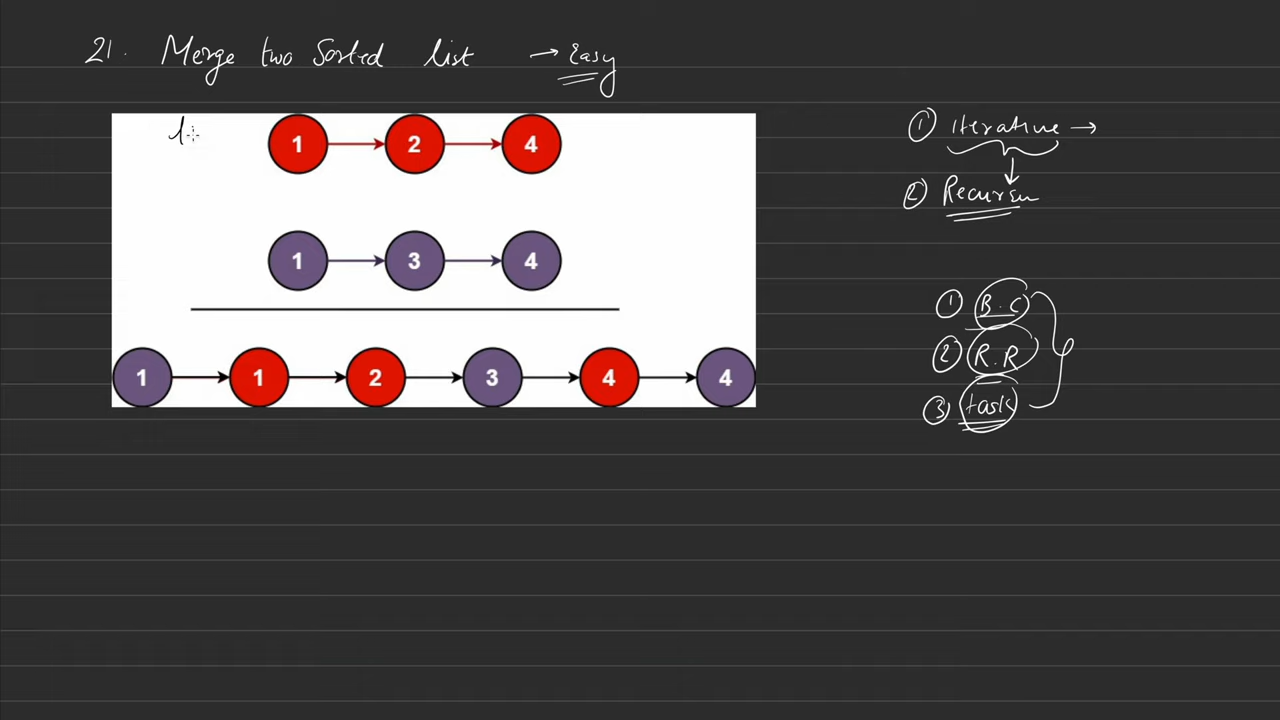 21. Merge two Sorted list → Easy
1 2 4
1 3 4
1 1 2 3 4 4
① Iterative →
② Recursion
① B.C
② R.R
③ task